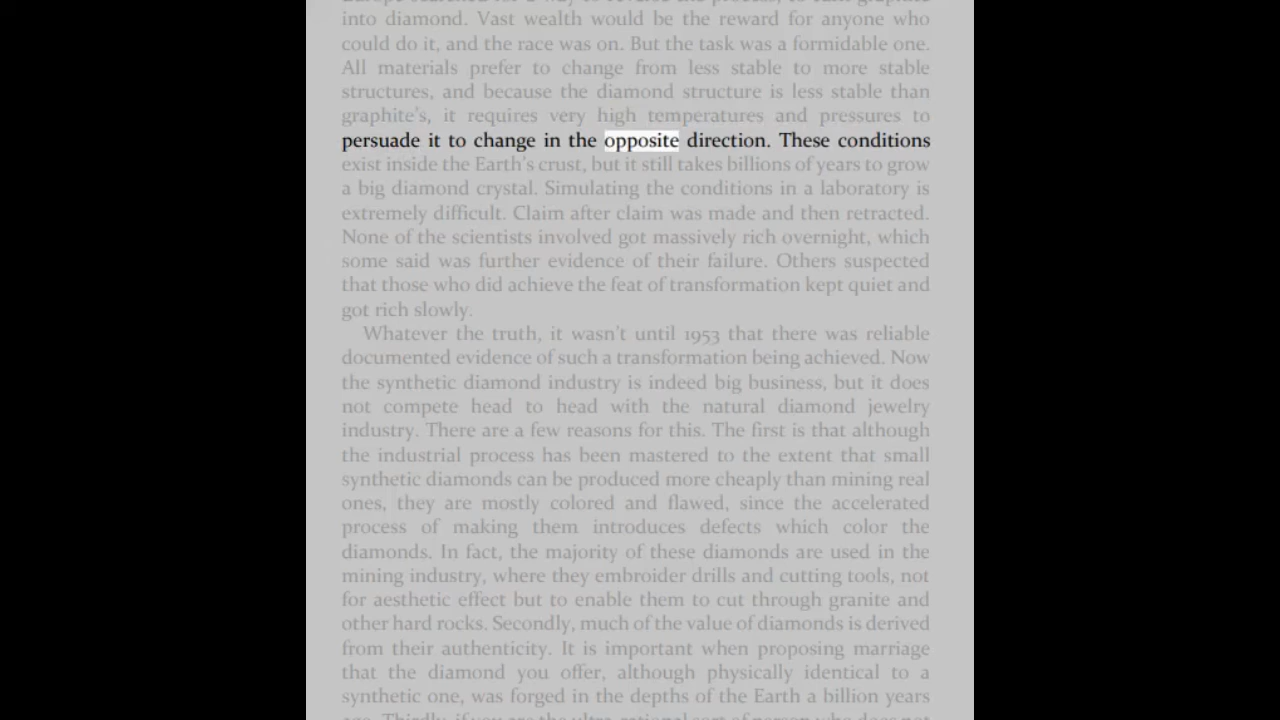 into diamond. Vast wealth would be the reward for anyone who
could do it, and the race was on. But the task was a formidable one.
All materials prefer to change from less stable to more stable
structures, and because the diamond structure is less stable than
graphite's, it requires very high temperatures and pressures to
persuade it to change in the opposite direction. These conditions
exist inside the Earth's crust, but it still takes billions of years to grow
a big diamond crystal. Simulating the conditions in a laboratory is
extremely difficult. Claim after claim was made and then retracted.
None of the scientists involved got massively rich overnight, which
some said was further evidence of their failure. Others suspected
that those who did achieve the feat of transformation kept quiet and
got rich slowly.
Whatever the truth, it wasn't until 1953 that there was reliable
documented evidence of such a transformation being achieved. Now
the synthetic diamond industry is indeed big business, but it does
not compete head to head with the natural diamond jewelry
industry. There are a few reasons for this. The first is that although
the industrial process has been mastered to the extent that small
synthetic diamonds can be produced more cheaply than mining real
ones, they are mostly colored and flawed, since the accelerated
process of making them introduces defects which color the
diamonds. In fact, the majority of these diamonds are used in the
mining industry, where they embroider drills and cutting tools, not
for aesthetic effect but to enable them to cut through granite and
other hard rocks. Secondly, much of the value of diamonds is derived
from their authenticity. It is important when proposing marriage
that the diamond you offer, although physically identical to a
synthetic one, was forged in the depths of the Earth a billion years